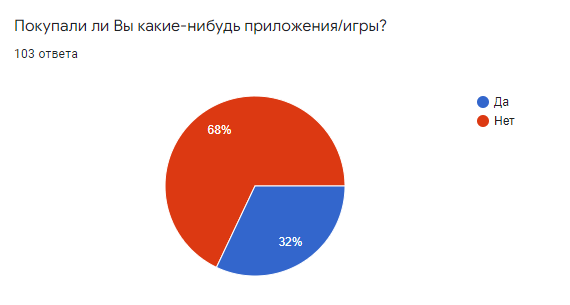 Покупали ли Вы какие-нибудь приложения/игры?
103 ответа
Да
Нет
68%
32%